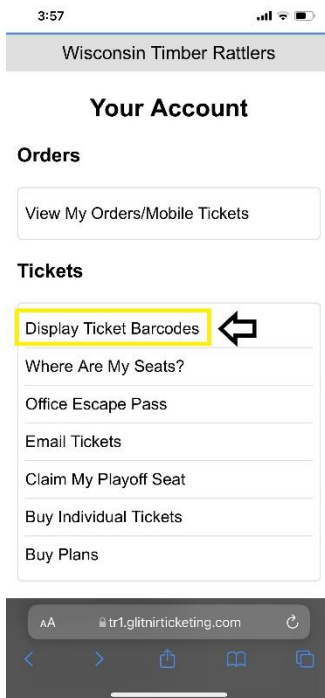 3:57
Wisconsin Timber Rattlers
Your Account
Orders
View My Orders/Mobile Tickets
Tickets
Display Ticket Barcodes
Where Are My Seats?
Office Escape Pass
Email Tickets
Claim My Playoff Seat
Buy Individual Tickets
Buy Plans
AA tr1.glitnirticketing.com